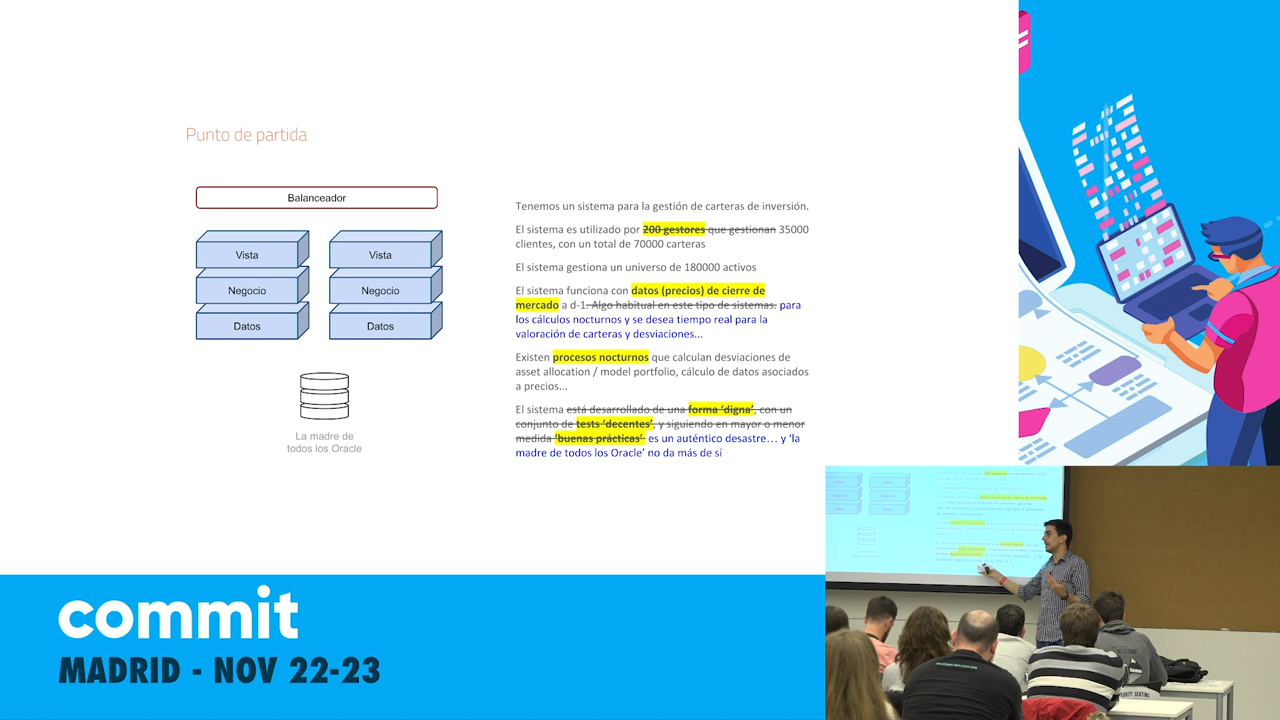 Punto de partida
Balanceador
Vista
Negocio
Datos
Vista
Negocio
Datos
La madre de
todos los Oracle
Tenemos un sistema para la gestión de carteras de inversión.
El sistema es utilizado por 200 gestores que gestionan 35000
clientes, con un total de 70000 carteras
El sistema gestiona un universo de 180000 activos
El sistema funciona con datos (precios) de cierre de
mercado a d-1. Algo habitual en este tipo de sistemas. para
los cálculos nocturnos y se desea tiempo real para la
valoración de carteras y desviaciones...
Existen procesos nocturnos que calculan desviaciones de
asset allocation / model portfolio, cálculo de datos asociados
a precios...
El sistema está desarrollado de una forma ‘digna’, con un
conjunto de tests ‘decentes’, y siguiendo en mayor o menor
medida ‘buenas prácticas’ es un auténtico desastre… y ‘la
madre de todos los Oracle’ no da más de sí
commit
MADRID - NOV 22-23